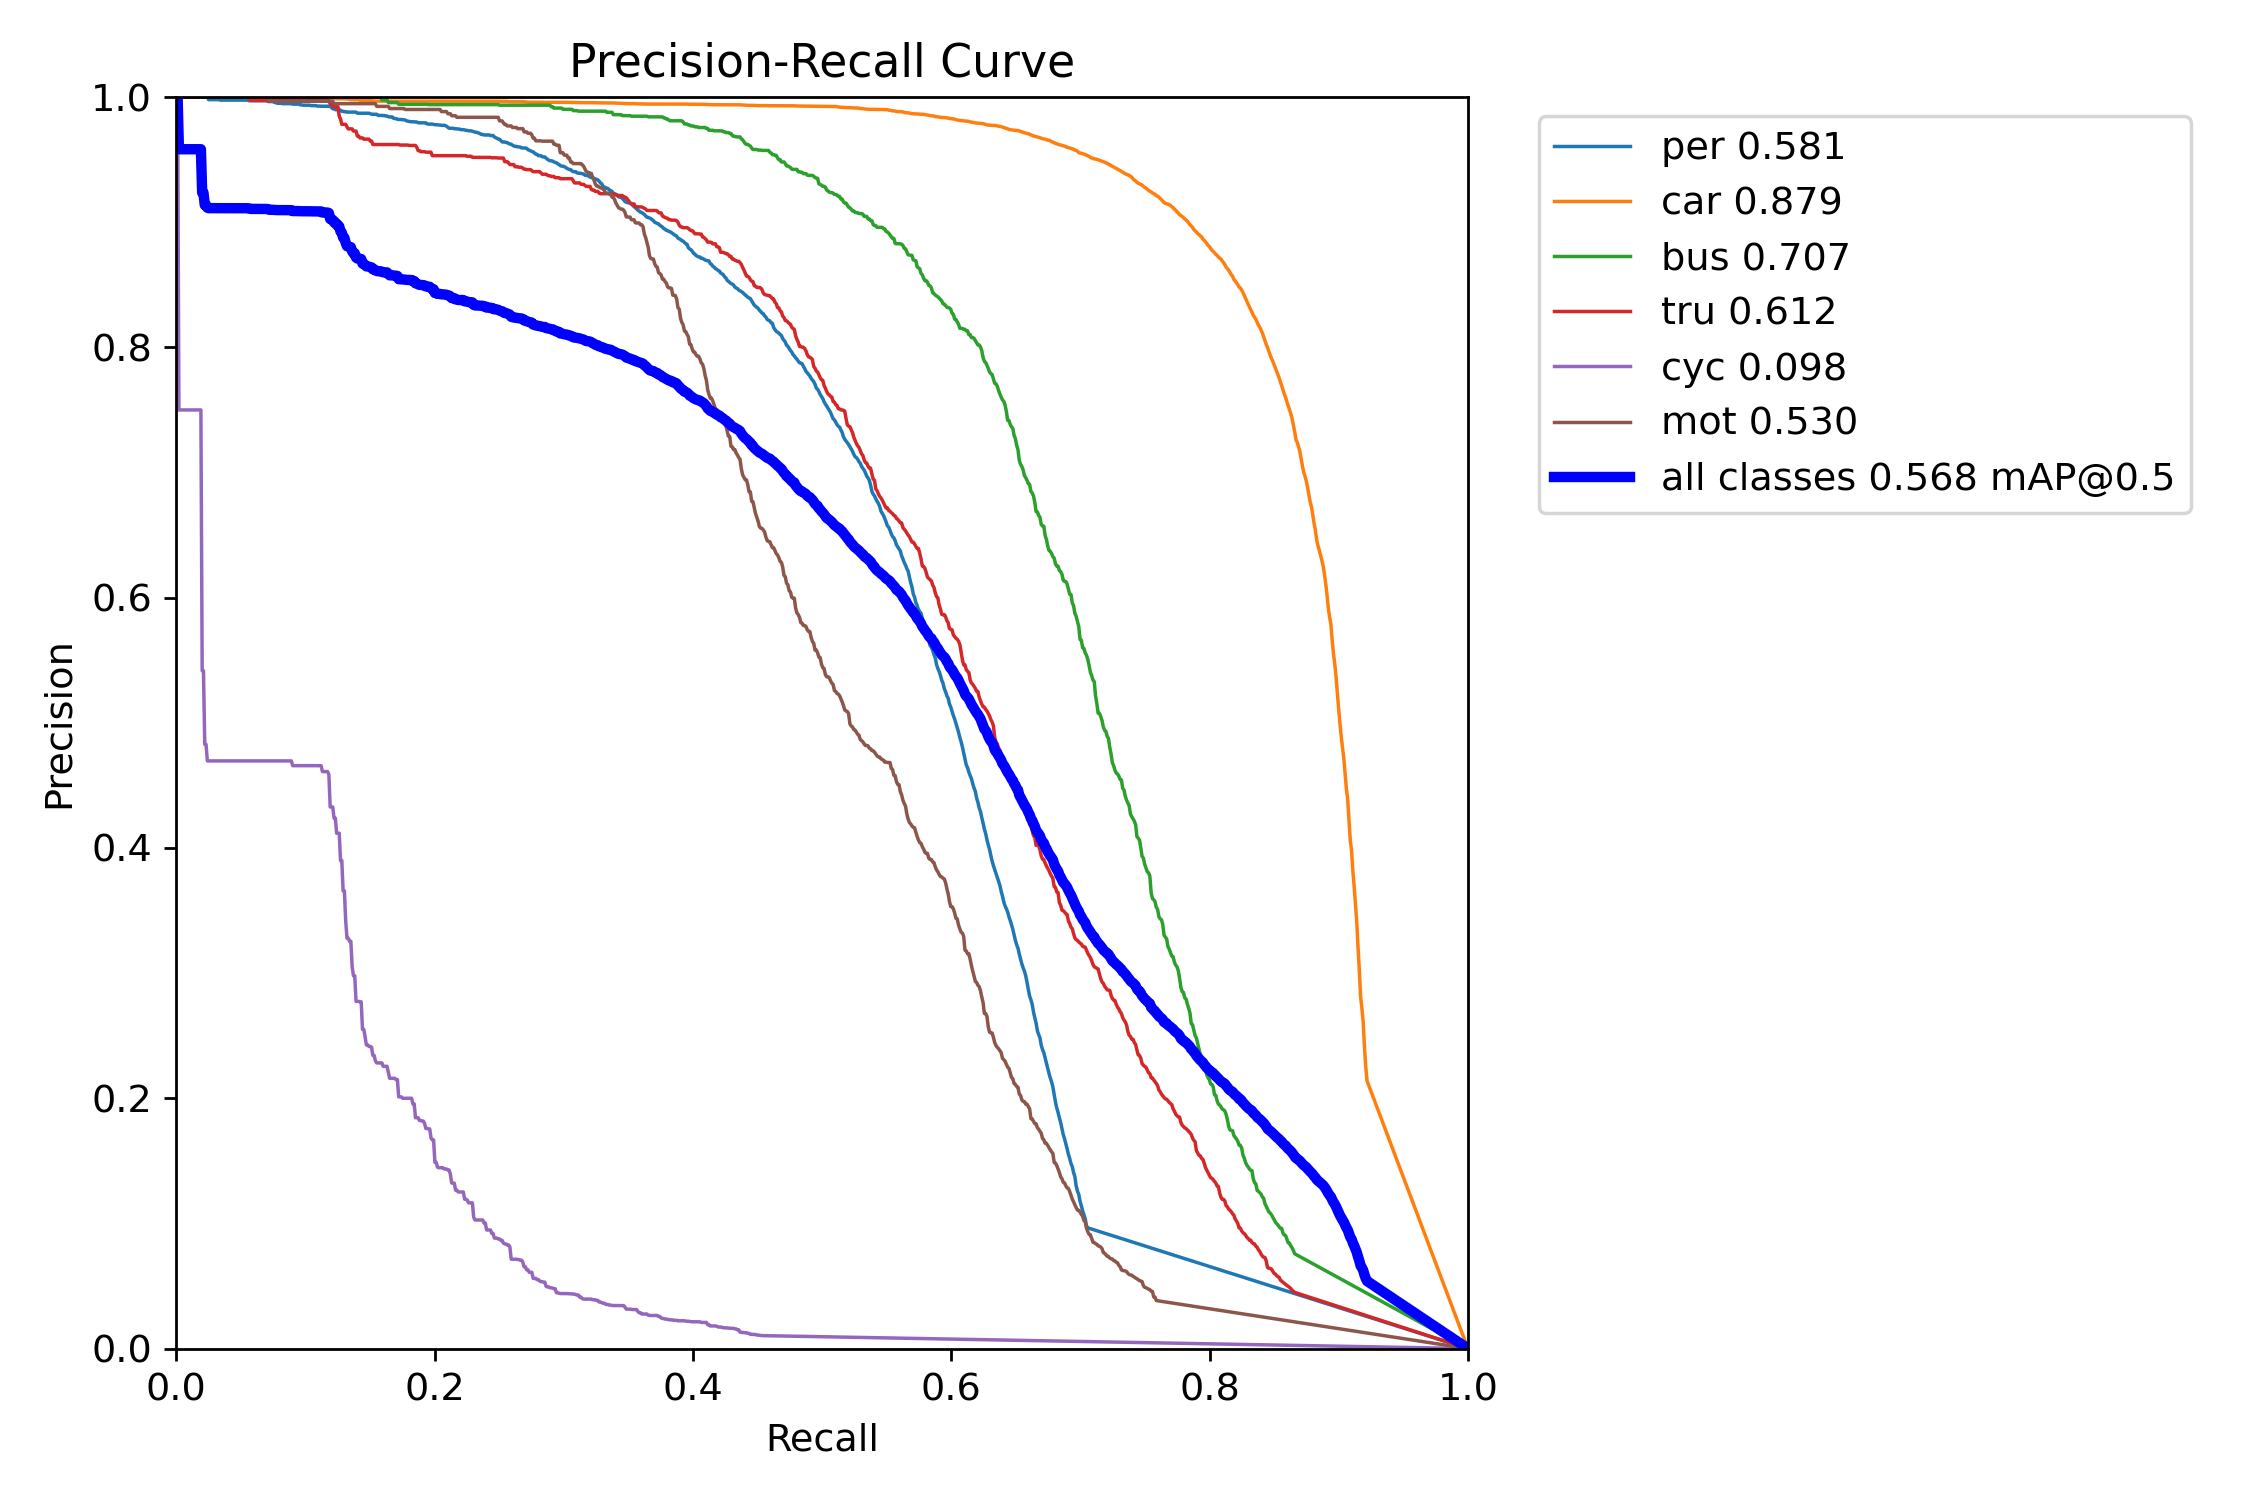 Precision-Recall Curve
1.0
0.8
0.6
0.4
0.2
0.0
Precision
0.0 0.2 0.4 0.6 0.8 1.0
Recall
per 0.581
car 0.879
bus 0.707
tru 0.612
cyc 0.098
mot 0.530
all classes 0.568 mAP@0.5